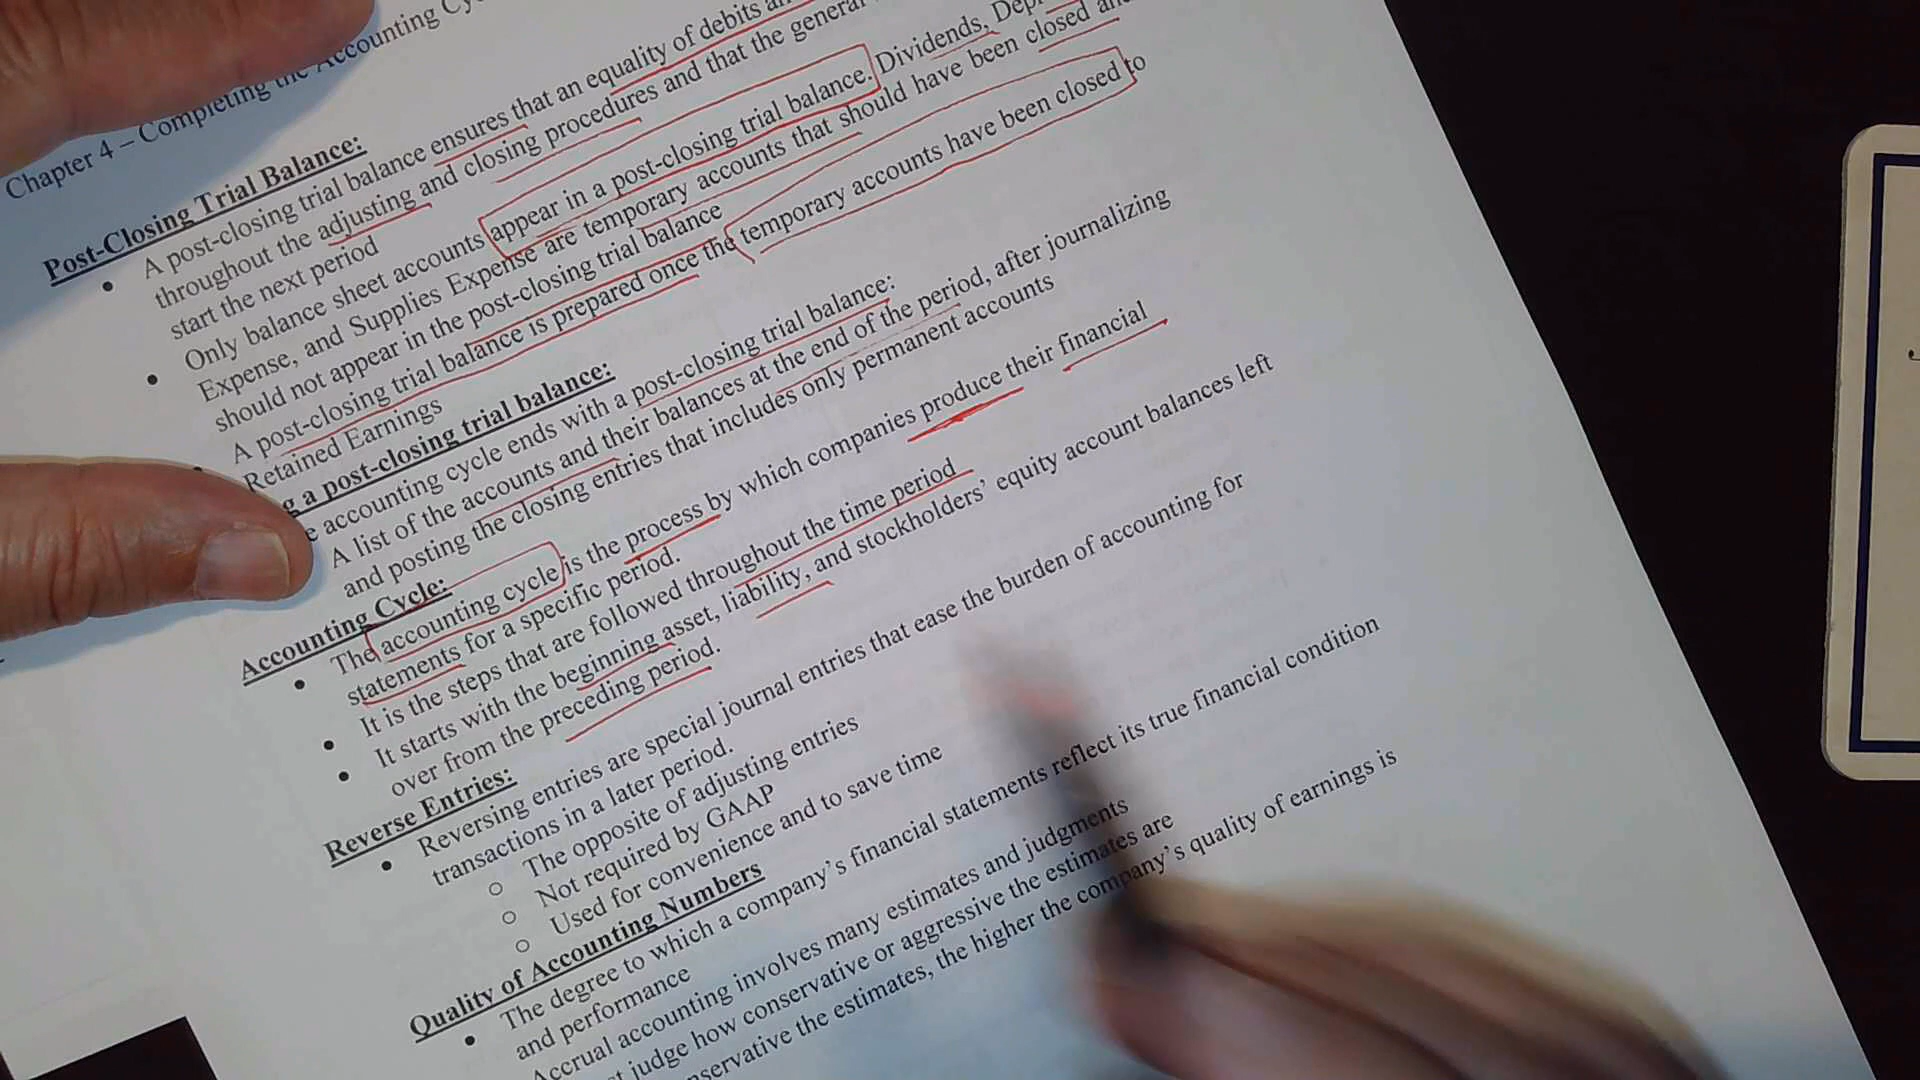 Chapter 4 – Completing the Accounting
Post-Closing Trial Balance:
• A post-closing trial balance ensures that an equality of debits
throughout the adjusting and closing procedures and that the general
start the next period
• Only balance sheet accounts appear in a post-closing trial balance. Dividends,
Expense, and Supplies Expense are temporary accounts that should have been closed
should not appear in the post-closing trial balance
A post-closing trial balance is prepared once the temporary accounts have been closed to
Retained Earnings
a post-closing trial balance:
accounting cycle ends with a post-closing trial balance:
A list of the accounts and their balances at the end of the period, after journalizing
and posting the closing entries that includes only permanent accounts
Accounting Cycle:
• The accounting cycle is the process by which companies produce their financial
statements for a specific period.
• It is the steps that are followed throughout the time period
• It starts with the beginning asset, liability, and stockholders' equity account balances left
over from the preceding period.
Reverse Entries:
• Reversing entries are special journal entries that ease the burden of accounting for
transactions in a later period.
○ The opposite of adjusting entries
○ Not required by GAAP
○ Used for convenience and to save time
Quality of Accounting Numbers
• The degree to which a company's financial statements reflect its true financial condition
and performance
Accrual accounting involves many estimates and judgments
judge how conservative or aggressive the estimates are
the estimates, the higher the company's quality of earnings is